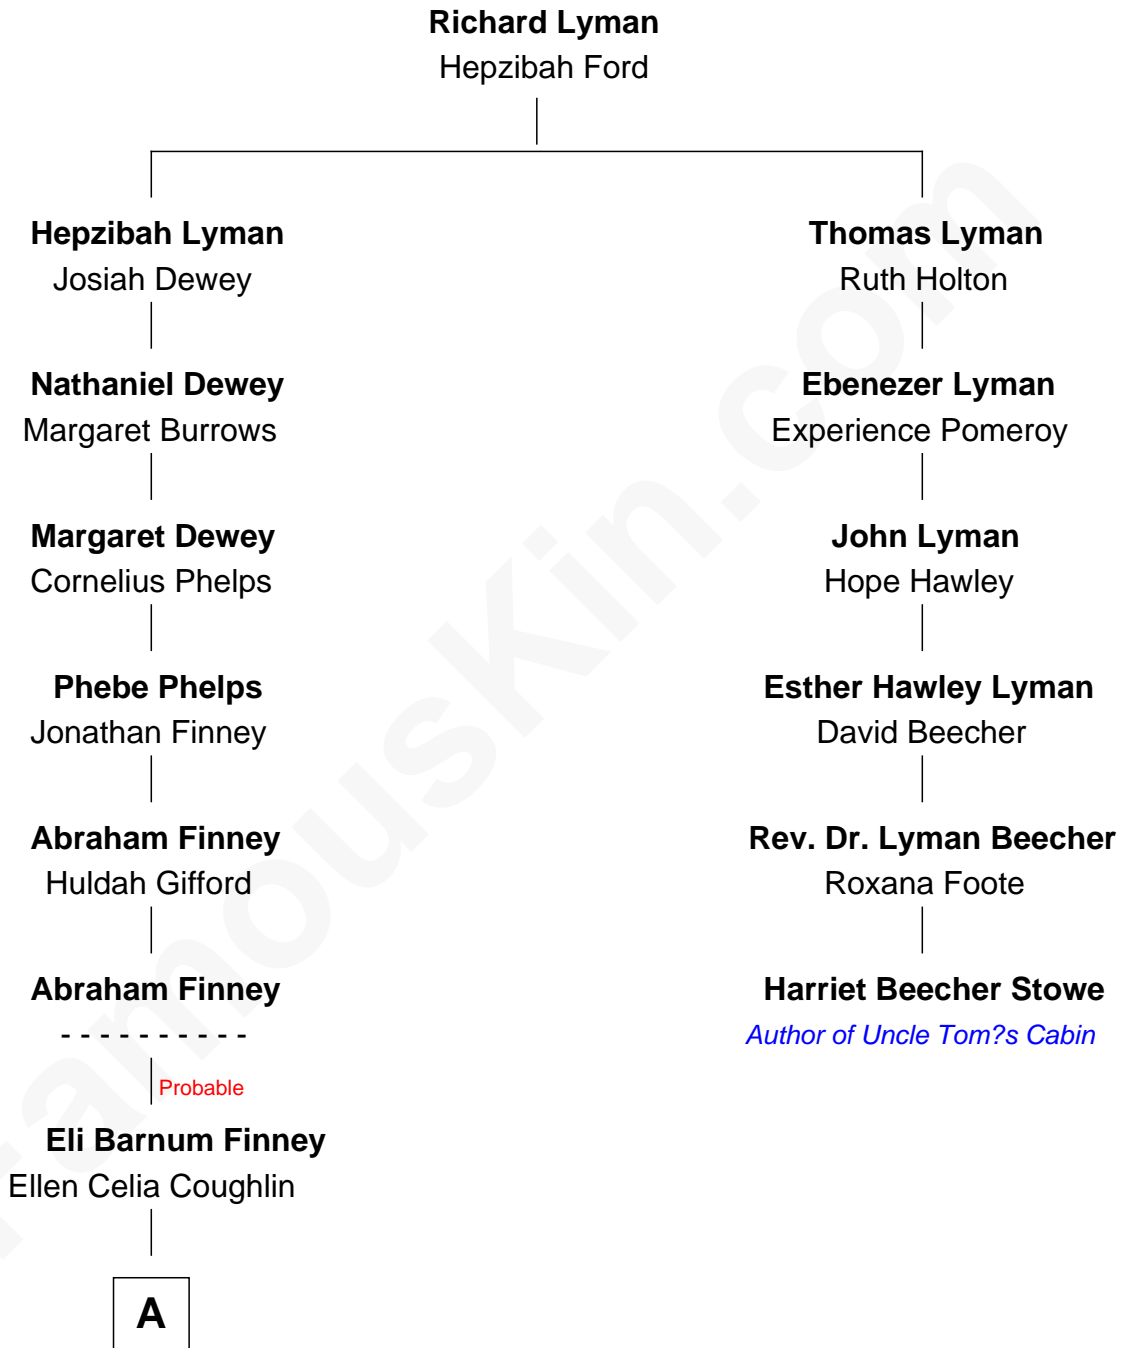 Richard Lyman
Hepzibah Ford
Hepzibah Lyman
Josiah Dewey
Nathaniel Dewey
Margaret Burrows
Margaret Dewey
Cornelius Phelps
Phebe Phelps
Jonathan Finney
Abraham Finney
Huldah Gifford
Abraham Finney
- - - - - - - - - -
Probable
Eli Barnum Finney
Ellen Celia Coughlin
A
Thomas Lyman
Ruth Holton
Ebenezer Lyman
Experience Pomeroy
John Lyman
Hope Hawley
Esther Hawley Lyman
David Beecher
Rev. Dr. Lyman Beecher
Roxana Foote
Harriet Beecher Stowe
Author of Uncle Tom?s Cabin
FamousKin.com